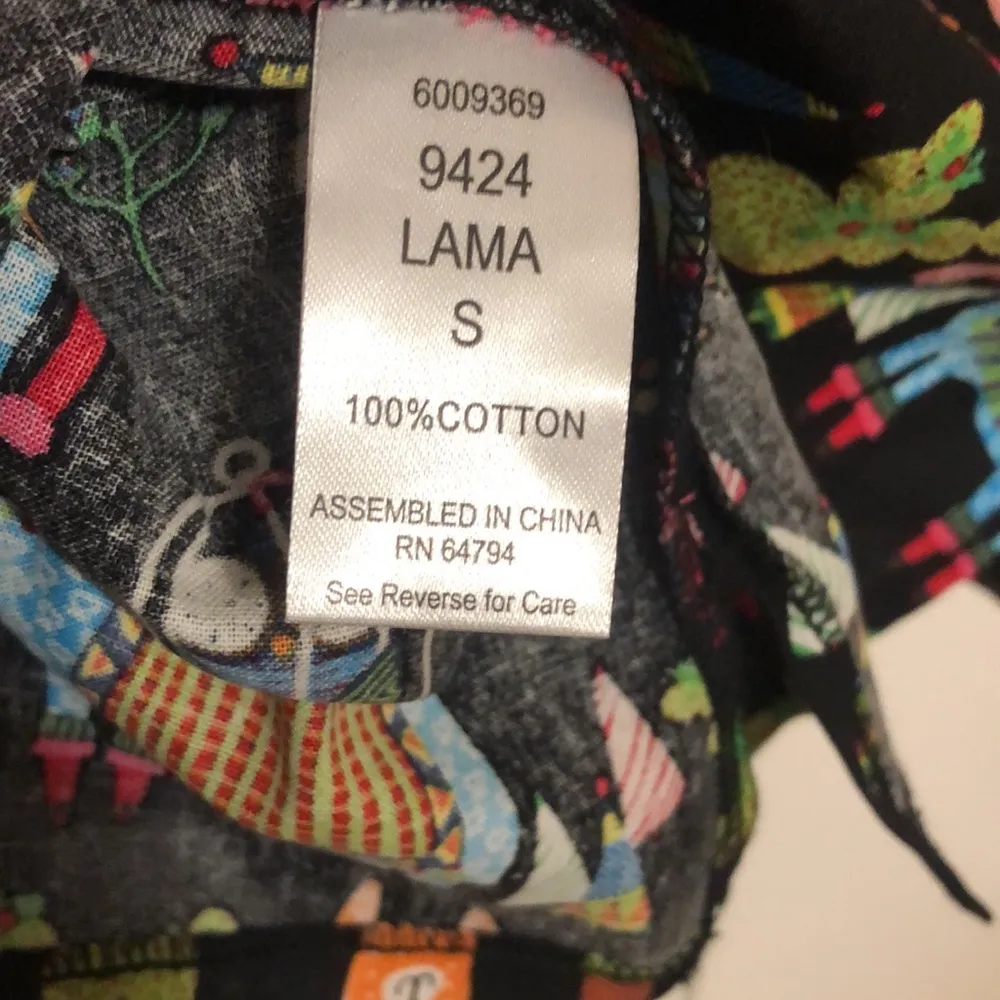 6009369
9424
LAMA
S
100%COTTON
ASSEMBLED IN CHINA
RN 64794
See Reverse for Care